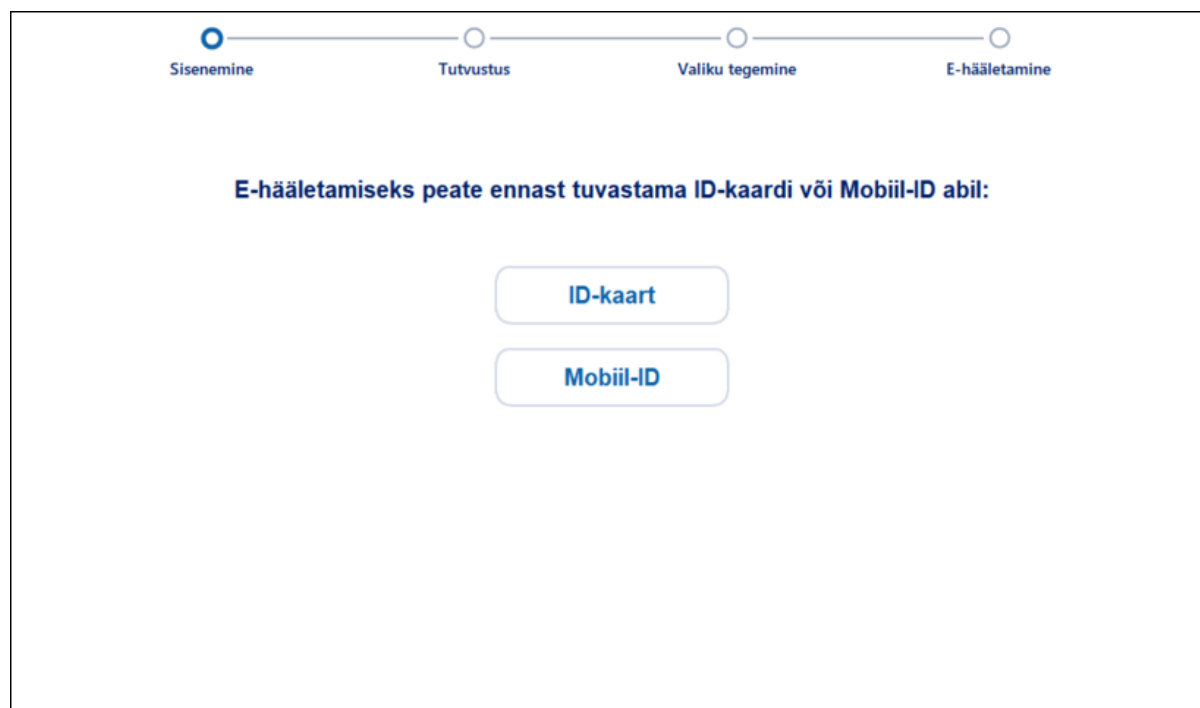 Sisenemine Tutvustus Valiku tegemine E-hääletamine
E-hääletamiseks peate ennast tuvastama ID-kaardi või Mobiil-ID abil:
ID-kaart
Mobiil-ID